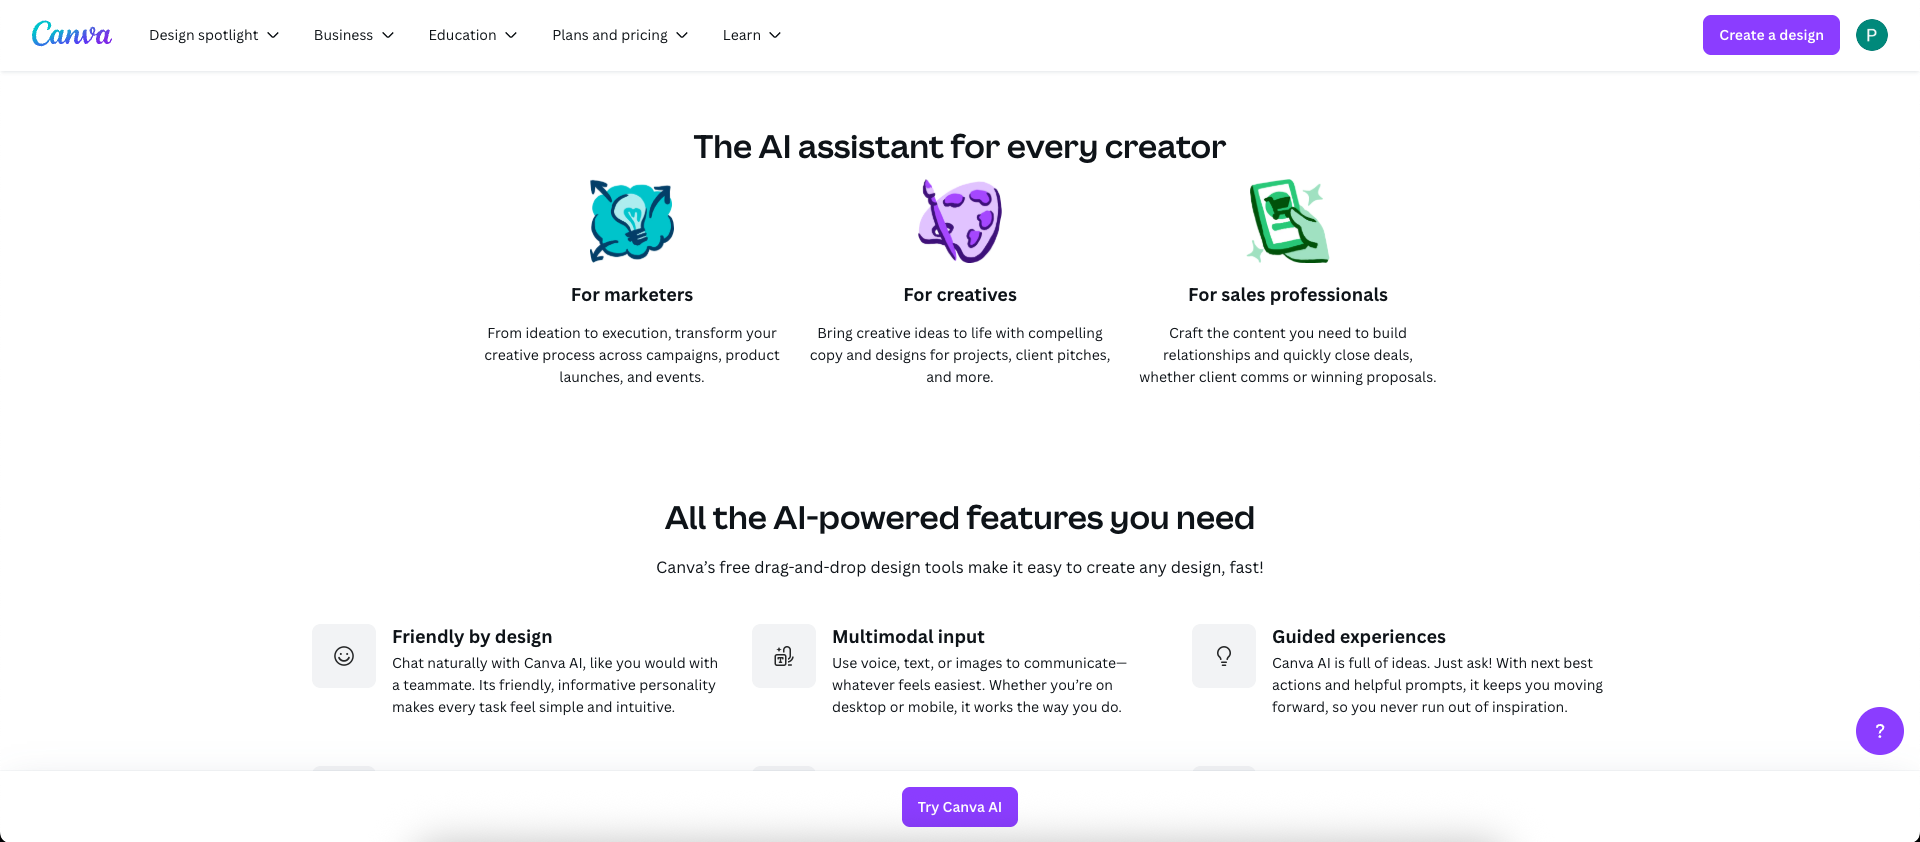 Canva
Design spotlight
Business
Education
Plans and pricing
Learn
Create a design
P
The AI assistant for every creator
For marketers
From ideation to execution, transform your
creative process across campaigns, product
launches, and events.
For creatives
Bring creative ideas to life with compelling
copy and designs for projects, client pitches,
and more.
For sales professionals
Craft the content you need to build
relationships and quickly close deals,
whether client comms or winning proposals.
All the AI-powered features you need
Canva’s free drag-and-drop design tools make it easy to create any design, fast!
Friendly by design
Chat naturally with Canva AI, like you would with
a teammate. Its friendly, informative personality
makes every task feel simple and intuitive.
Multimodal input
Use voice, text, or images to communicate—
whatever feels easiest. Whether you’re on
desktop or mobile, it works the way you do.
Guided experiences
Canva AI is full of ideas. Just ask! With next best
actions and helpful prompts, it keeps you moving
forward, so you never run out of inspiration.
?
Try Canva AI